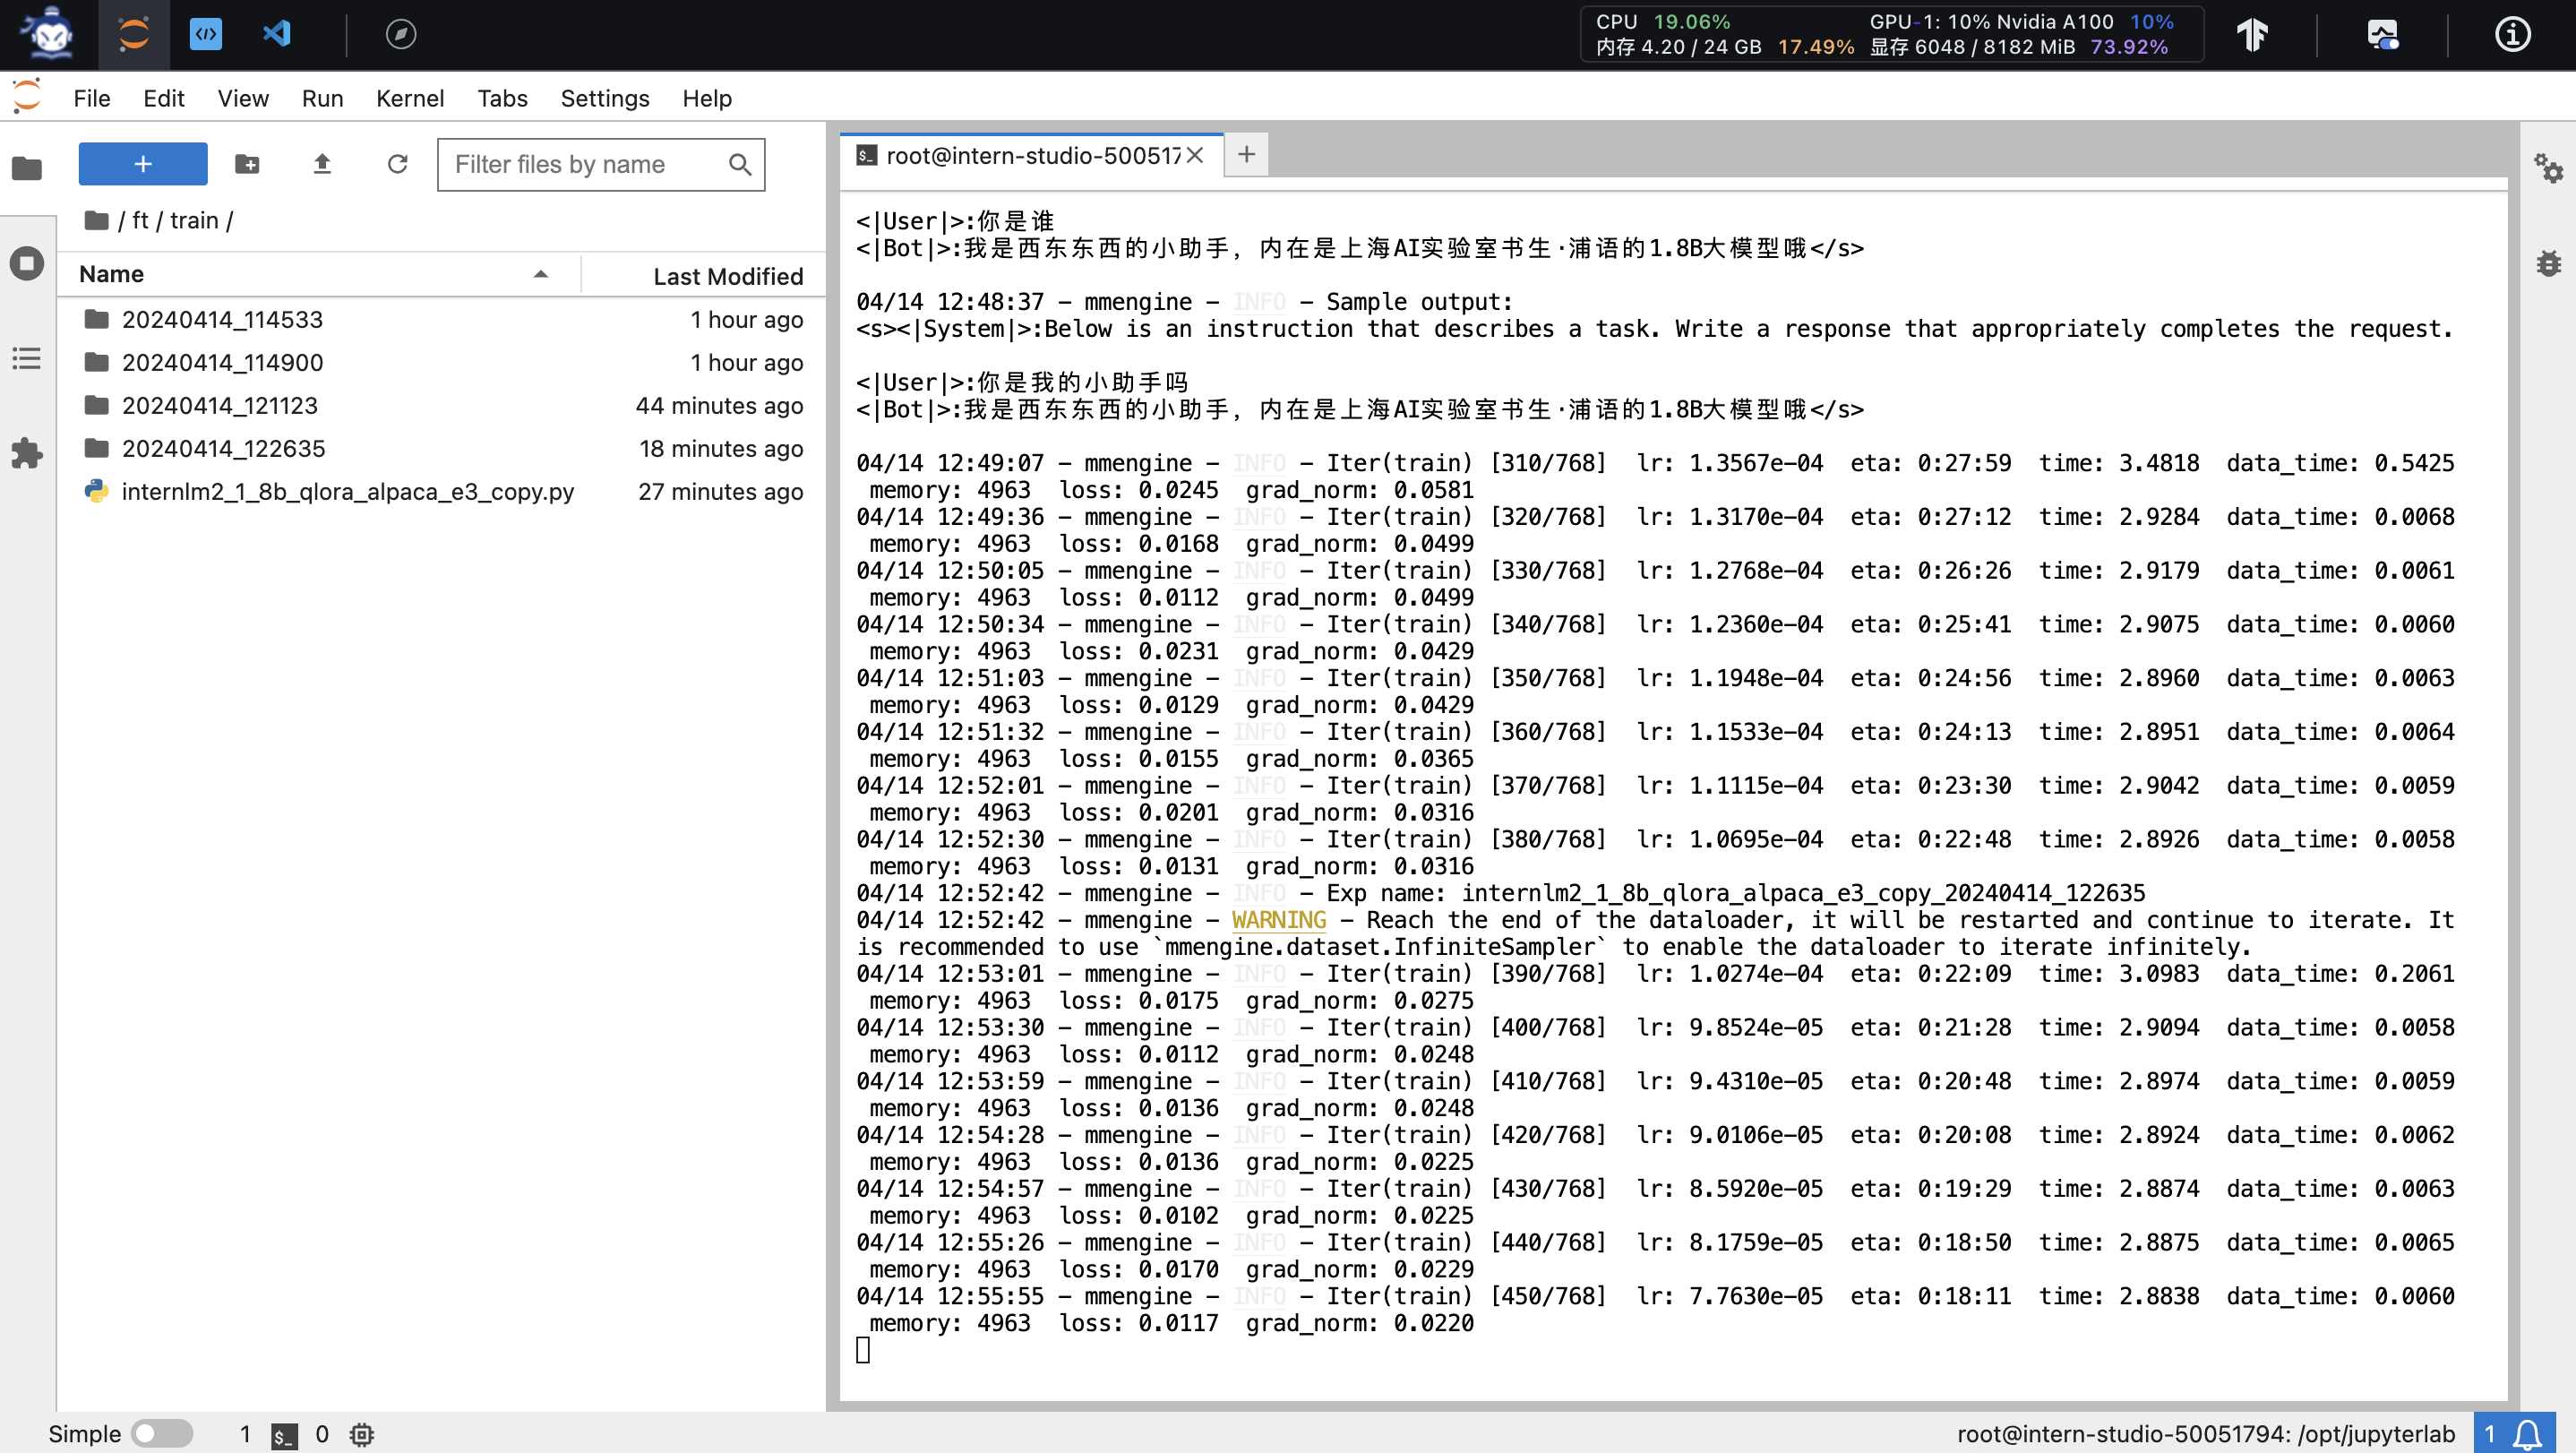 CPU 19.06% GPU-1: 10% Nvidia A100 10%
内存 4.20 / 24 GB 17.49% 显存 6048 / 8182 MiB 73.92%
File Edit View Run Kernel Tabs Settings Help
Filter files by name
/ ft / train /
Name Last Modified
20240414_114533 1 hour ago
20240414_114900 1 hour ago
20240414_121123 44 minutes ago
20240414_122635 18 minutes ago
internlm2_1_8b_qlora_alpaca_e3_copy.py 27 minutes ago
root@intern-studio-500517
<|User|>:你是谁
<|Bot|>:我是西东东西的小助手，内在是上海AI实验室书生·浦语的1.8B大模型哦</s>
04/14 12:48:37 - mmengine - INFO - Sample output:
<s><|System|>:Below is an instruction that describes a task. Write a response that appropriately completes the request.
<|User|>:你是我的小助手吗
<|Bot|>:我是西东东西的小助手，内在是上海AI实验室书生·浦语的1.8B大模型哦</s>
04/14 12:49:07 - mmengine - INFO - Iter(train) [310/768] lr: 1.3567e-04 eta: 0:27:59 time: 3.4818 data_time: 0.5425
memory: 4963 loss: 0.0245 grad_norm: 0.0581
04/14 12:49:36 - mmengine - INFO - Iter(train) [320/768] lr: 1.3170e-04 eta: 0:27:12 time: 2.9284 data_time: 0.0068
memory: 4963 loss: 0.0168 grad_norm: 0.0499
04/14 12:50:05 - mmengine - INFO - Iter(train) [330/768] lr: 1.2768e-04 eta: 0:26:26 time: 2.9179 data_time: 0.0061
memory: 4963 loss: 0.0112 grad_norm: 0.0499
04/14 12:50:34 - mmengine - INFO - Iter(train) [340/768] lr: 1.2360e-04 eta: 0:25:41 time: 2.9075 data_time: 0.0060
memory: 4963 loss: 0.0231 grad_norm: 0.0429
04/14 12:51:03 - mmengine - INFO - Iter(train) [350/768] lr: 1.1948e-04 eta: 0:24:56 time: 2.8960 data_time: 0.0063
memory: 4963 loss: 0.0129 grad_norm: 0.0429
04/14 12:51:32 - mmengine - INFO - Iter(train) [360/768] lr: 1.1533e-04 eta: 0:24:13 time: 2.8951 data_time: 0.0064
memory: 4963 loss: 0.0155 grad_norm: 0.0365
04/14 12:52:01 - mmengine - INFO - Iter(train) [370/768] lr: 1.1115e-04 eta: 0:23:30 time: 2.9042 data_time: 0.0059
memory: 4963 loss: 0.0201 grad_norm: 0.0316
04/14 12:52:30 - mmengine - INFO - Iter(train) [380/768] lr: 1.0695e-04 eta: 0:22:48 time: 2.8926 data_time: 0.0058
memory: 4963 loss: 0.0131 grad_norm: 0.0316
04/14 12:52:42 - mmengine - INFO - Exp name: internlm2_1_8b_qlora_alpaca_e3_copy_20240414_122635
04/14 12:52:42 - mmengine - WARNING - Reach the end of the dataloader, it will be restarted and continue to iterate. It
is recommended to use `mmengine.dataset.InfiniteSampler` to enable the dataloader to iterate infinitely.
04/14 12:53:01 - mmengine - INFO - Iter(train) [390/768] lr: 1.0274e-04 eta: 0:22:09 time: 3.0983 data_time: 0.2061
memory: 4963 loss: 0.0175 grad_norm: 0.0275
04/14 12:53:30 - mmengine - INFO - Iter(train) [400/768] lr: 9.8524e-05 eta: 0:21:28 time: 2.9094 data_time: 0.0058
memory: 4963 loss: 0.0112 grad_norm: 0.0248
04/14 12:53:59 - mmengine - INFO - Iter(train) [410/768] lr: 9.4310e-05 eta: 0:20:48 time: 2.8974 data_time: 0.0059
memory: 4963 loss: 0.0136 grad_norm: 0.0248
04/14 12:54:28 - mmengine - INFO - Iter(train) [420/768] lr: 9.0106e-05 eta: 0:20:08 time: 2.8924 data_time: 0.0062
memory: 4963 loss: 0.0136 grad_norm: 0.0225
04/14 12:54:57 - mmengine - INFO - Iter(train) [430/768] lr: 8.5920e-05 eta: 0:19:29 time: 2.8874 data_time: 0.0063
memory: 4963 loss: 0.0102 grad_norm: 0.0225
04/14 12:55:26 - mmengine - INFO - Iter(train) [440/768] lr: 8.1759e-05 eta: 0:18:50 time: 2.8875 data_time: 0.0065
memory: 4963 loss: 0.0170 grad_norm: 0.0229
04/14 12:55:55 - mmengine - INFO - Iter(train) [450/768] lr: 7.7630e-05 eta: 0:18:11 time: 2.8838 data_time: 0.0060
memory: 4963 loss: 0.0117 grad_norm: 0.0220
Simple 1 $_ 0 root@intern-studio-50051794: /opt/jupyterlab 1